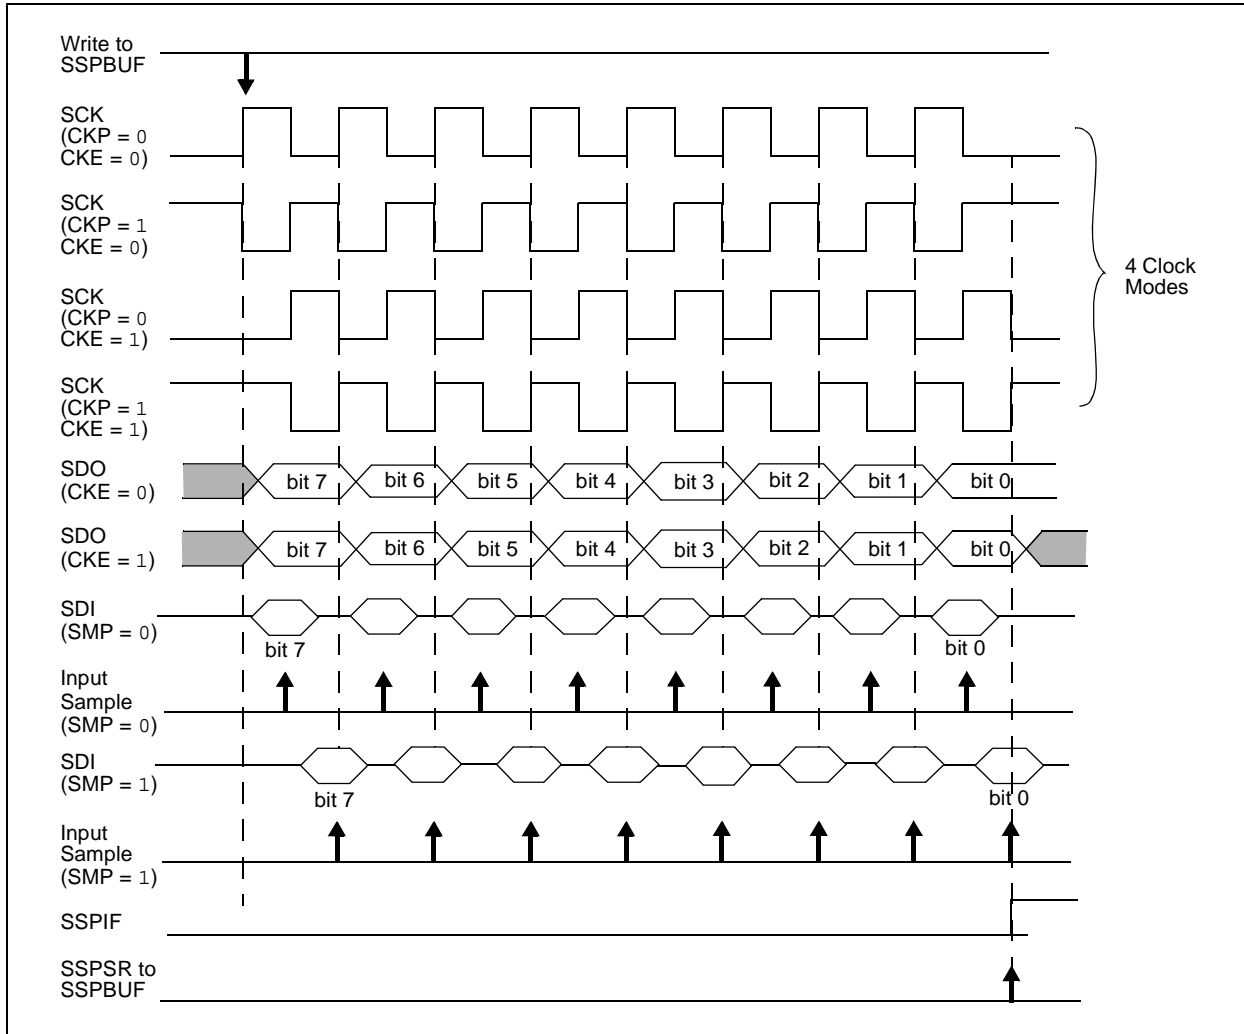 Write to
SSPBUF
SCK
(CKP = 0
CKE = 0)
SCK
(CKP = 1
CKE = 0)
4 Clock
Modes
SCK
(CKP = 0
CKE = 1)
SCK
(CKP = 1
CKE = 1)
SDO
(CKE = 0)
bit 7 bit 6 bit 5 bit 4 bit 3 bit 2 bit 1 bit 0
SDO
(CKE = 1)
bit 7 bit 6 bit 5 bit 4 bit 3 bit 2 bit 1 bit 0
SDI
(SMP = 0)
bit 7 bit 0
Input
Sample
(SMP = 0)
SDI
(SMP = 1)
bit 7 bit 0
Input
Sample
(SMP = 1)
SSPIF
SSPSR to
SSPBUF